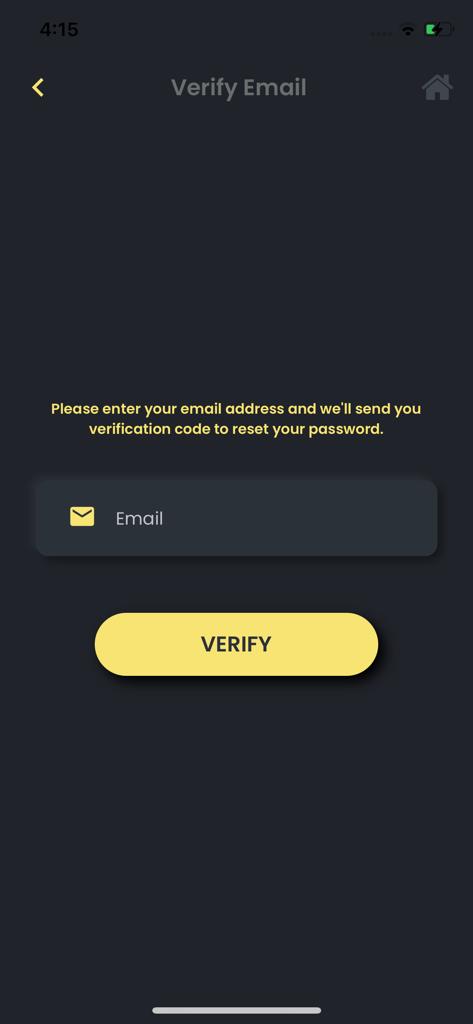 4:15
Verify Email
Please enter your email address and we'll send you
verification code to reset your password.
Email
VERIFY